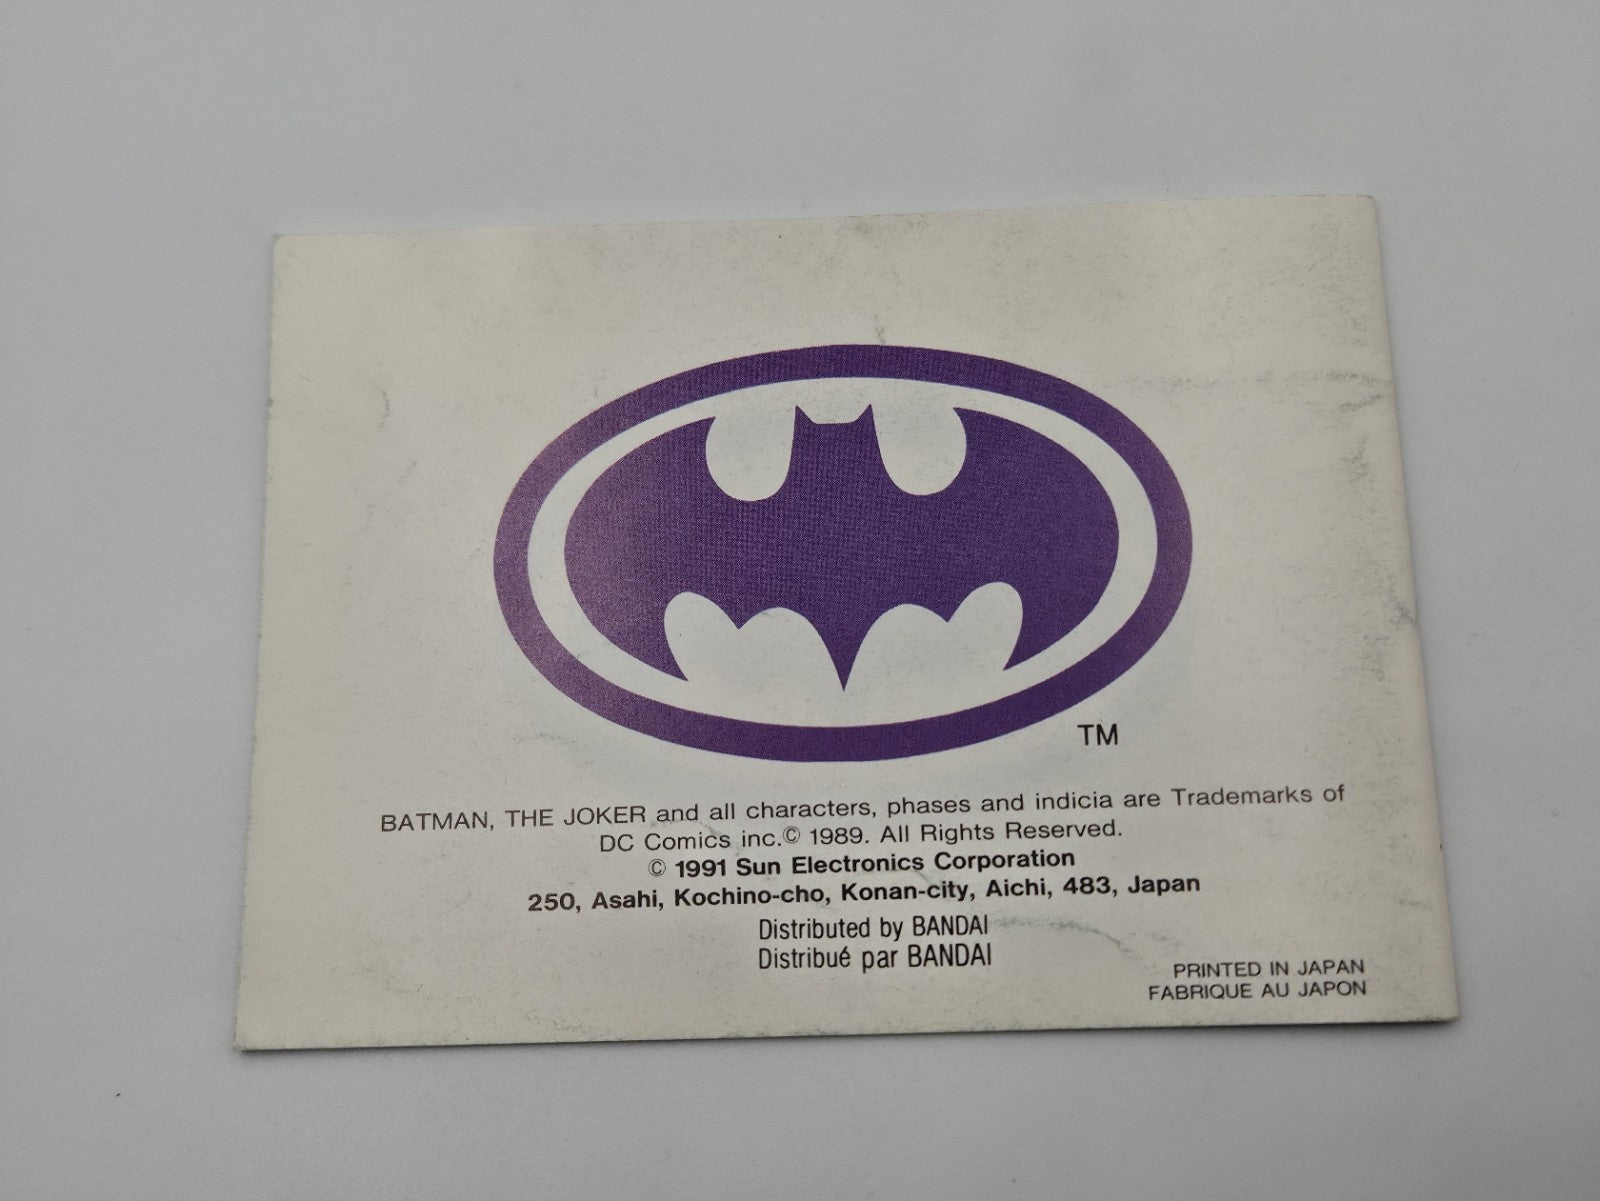 TM
BATMAN, THE JOKER and all characters, phases and indicia are Trademarks of
DC Comics inc.© 1989. All Rights Reserved.
© 1991 Sun Electronics Corporation
250, Asahi, Kochino-cho, Konan-city, Aichi, 483, Japan
Distributed by BANDAI
Distribué par BANDAI
PRINTED IN JAPAN
FABRIQUE AU JAPON